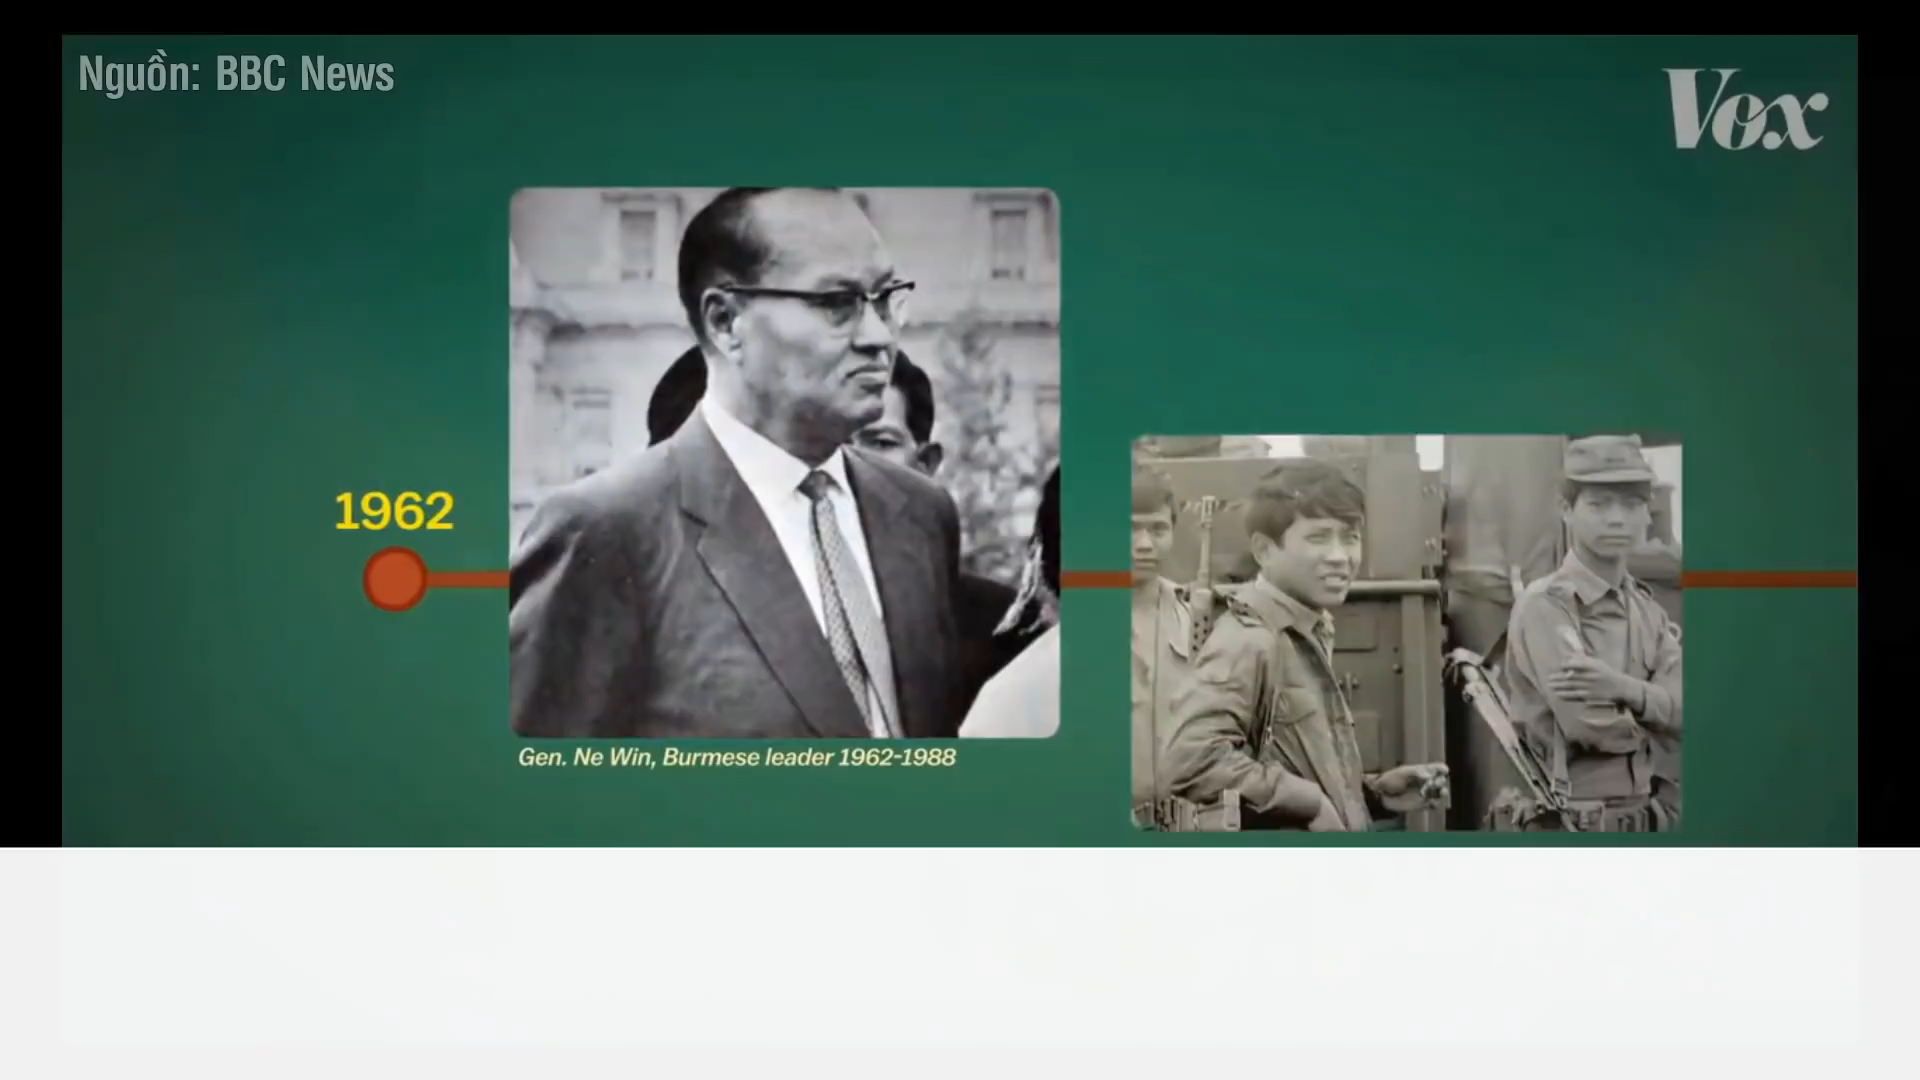 Nguồn: BBC News
Vox
1962
Gen. Ne Win, Burmese leader 1962-1988